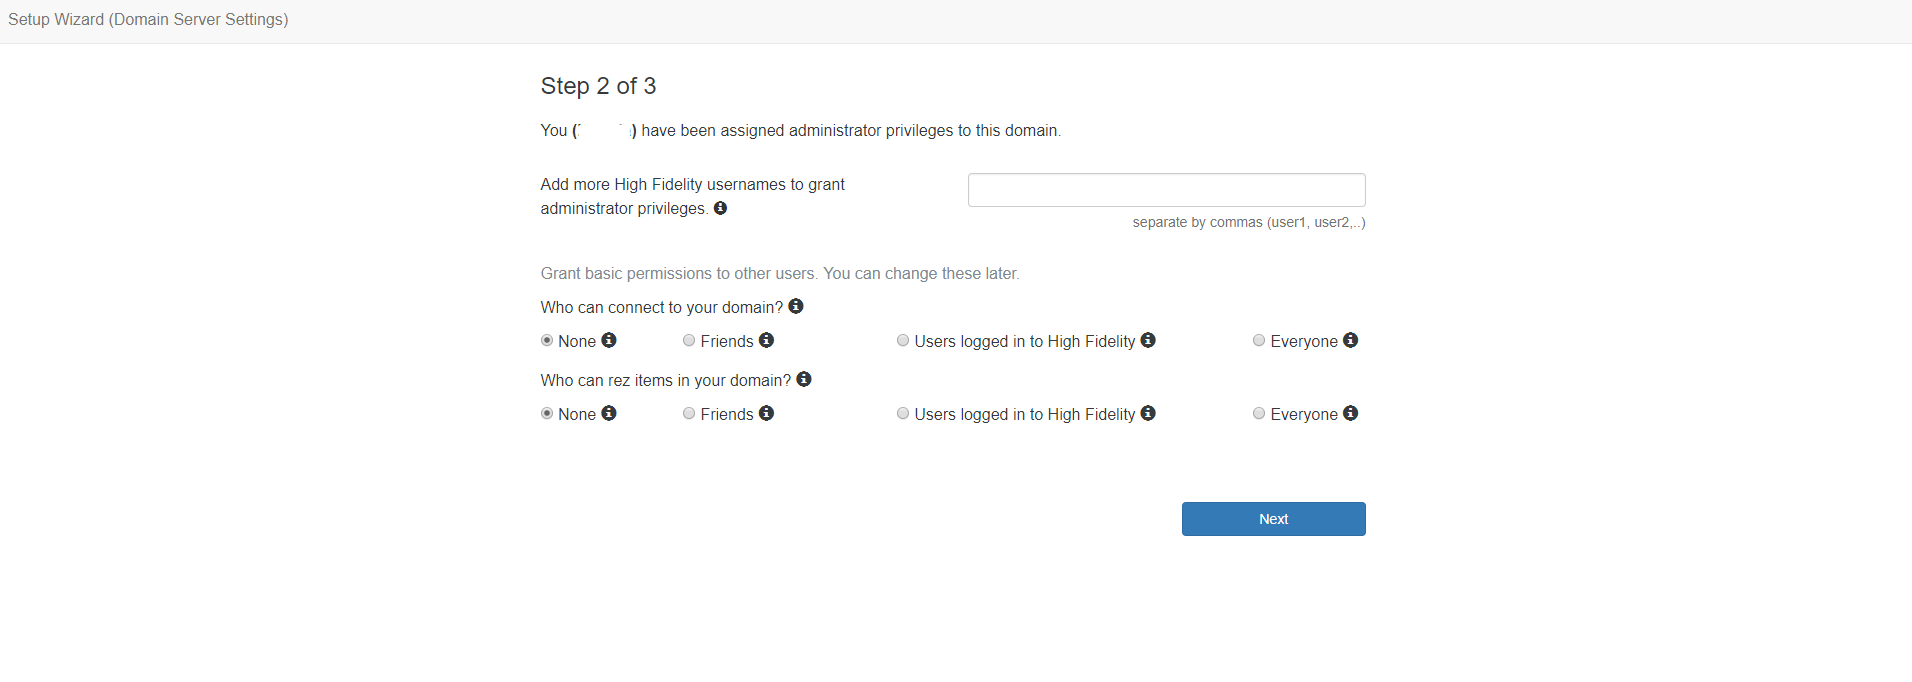 Setup Wizard (Domain Server Settings)
Step 2 of 3
You ( ) have been assigned administrator privileges to this domain.
Add more High Fidelity usernames to grant
administrator privileges.
separate by commas (user1, user2,..)
Grant basic permissions to other users. You can change these later.
Who can connect to your domain?
None Friends Users logged in to High Fidelity Everyone
Who can rez items in your domain?
None Friends Users logged in to High Fidelity Everyone
Next